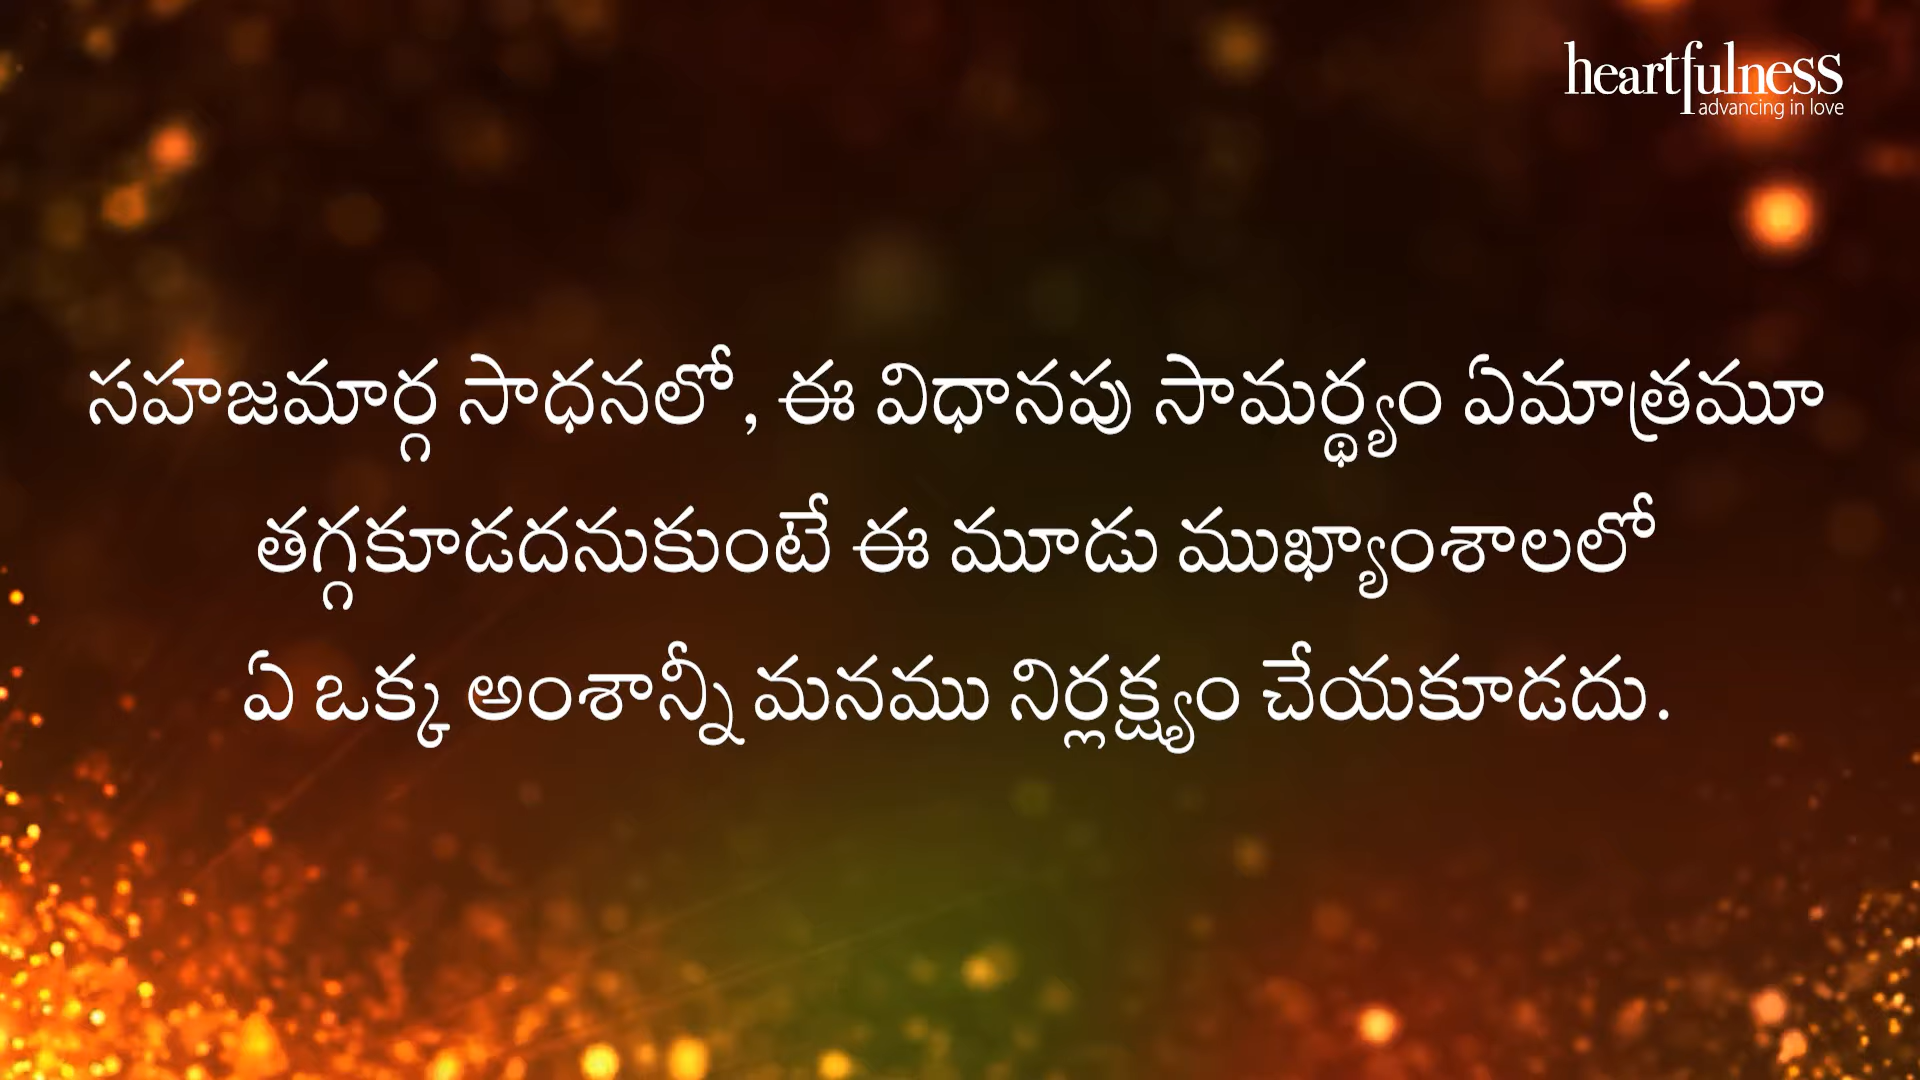 heartfulness
advancing in love
సహజమార్గ సాధనలో, ఈ విధానపు సామర్థ్యం ఏమాత్రమూ
తగ్గకూడదనుకుంటే ఈ మూడు ముఖ్యాంశాలలో
ఏ ఒక్క అంశాన్నీ మనము నిర్లక్ష్యం చేయకూడదు.